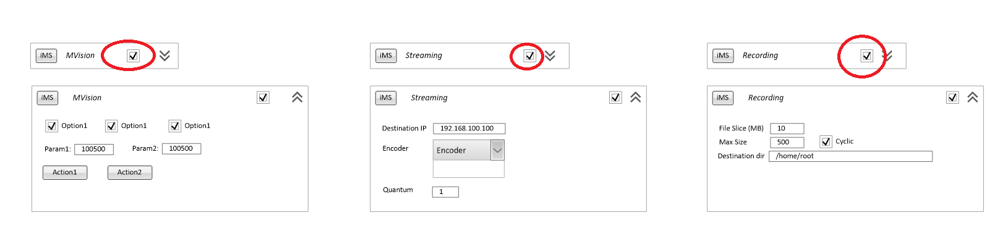 iMS MVision
iMS Streaming
iMS Recording
iMS MVision
Option1 Option1 Option1
Param1: 100500 Param2: 100500
Action1 Action2
iMS Streaming
Destination IP 192.168.100.100
Encoder Encoder
Quantum 1
iMS Recording
File Slice (MB) 10
Max Size 500 Cyclic
Destination dir /home/root